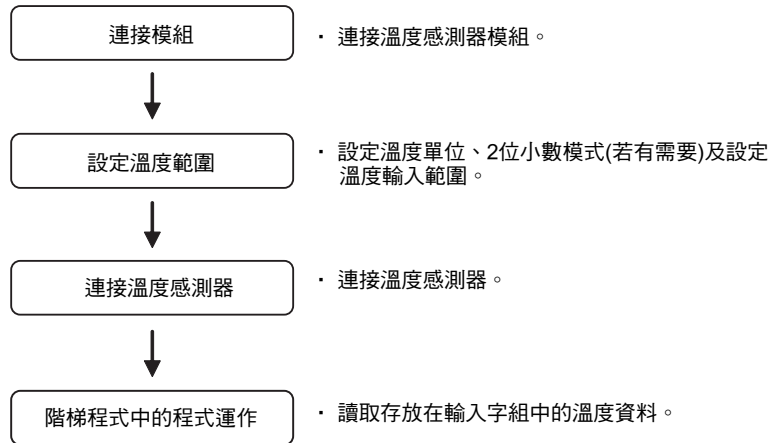 連接模組
· 連接溫度感測器模組。
設定溫度範圍
· 設定溫度單位、2位小數模式(若有需要)及設定
溫度輸入範圍。
連接溫度感測器
· 連接溫度感測器。
階梯程式中的程式運作
· 讀取存放在輸入字組中的溫度資料。